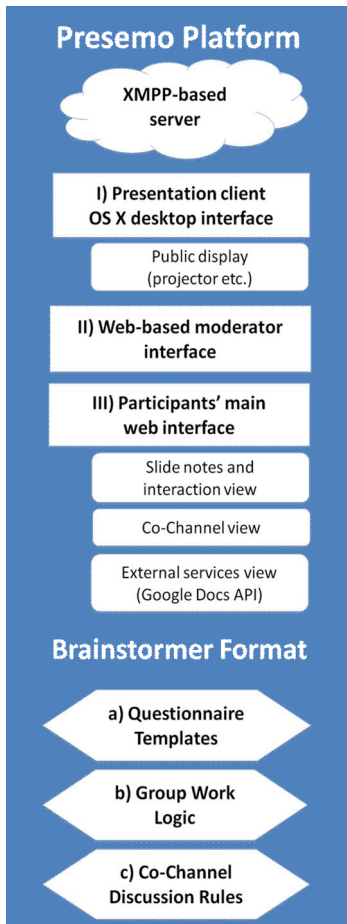 Presemo Platform
XMPP-based
server
I) Presentation client
OS X desktop interface
Public display
(projector etc.)
II) Web-based moderator
interface
III) Participants' main
web interface
Slide notes and
interaction view
Co-Channel view
External services view
(Google Docs API)
Brainstormer Format
a) Questionnaire
Templates
b) Group Work
Logic
c) Co-Channel
Discussion Rules